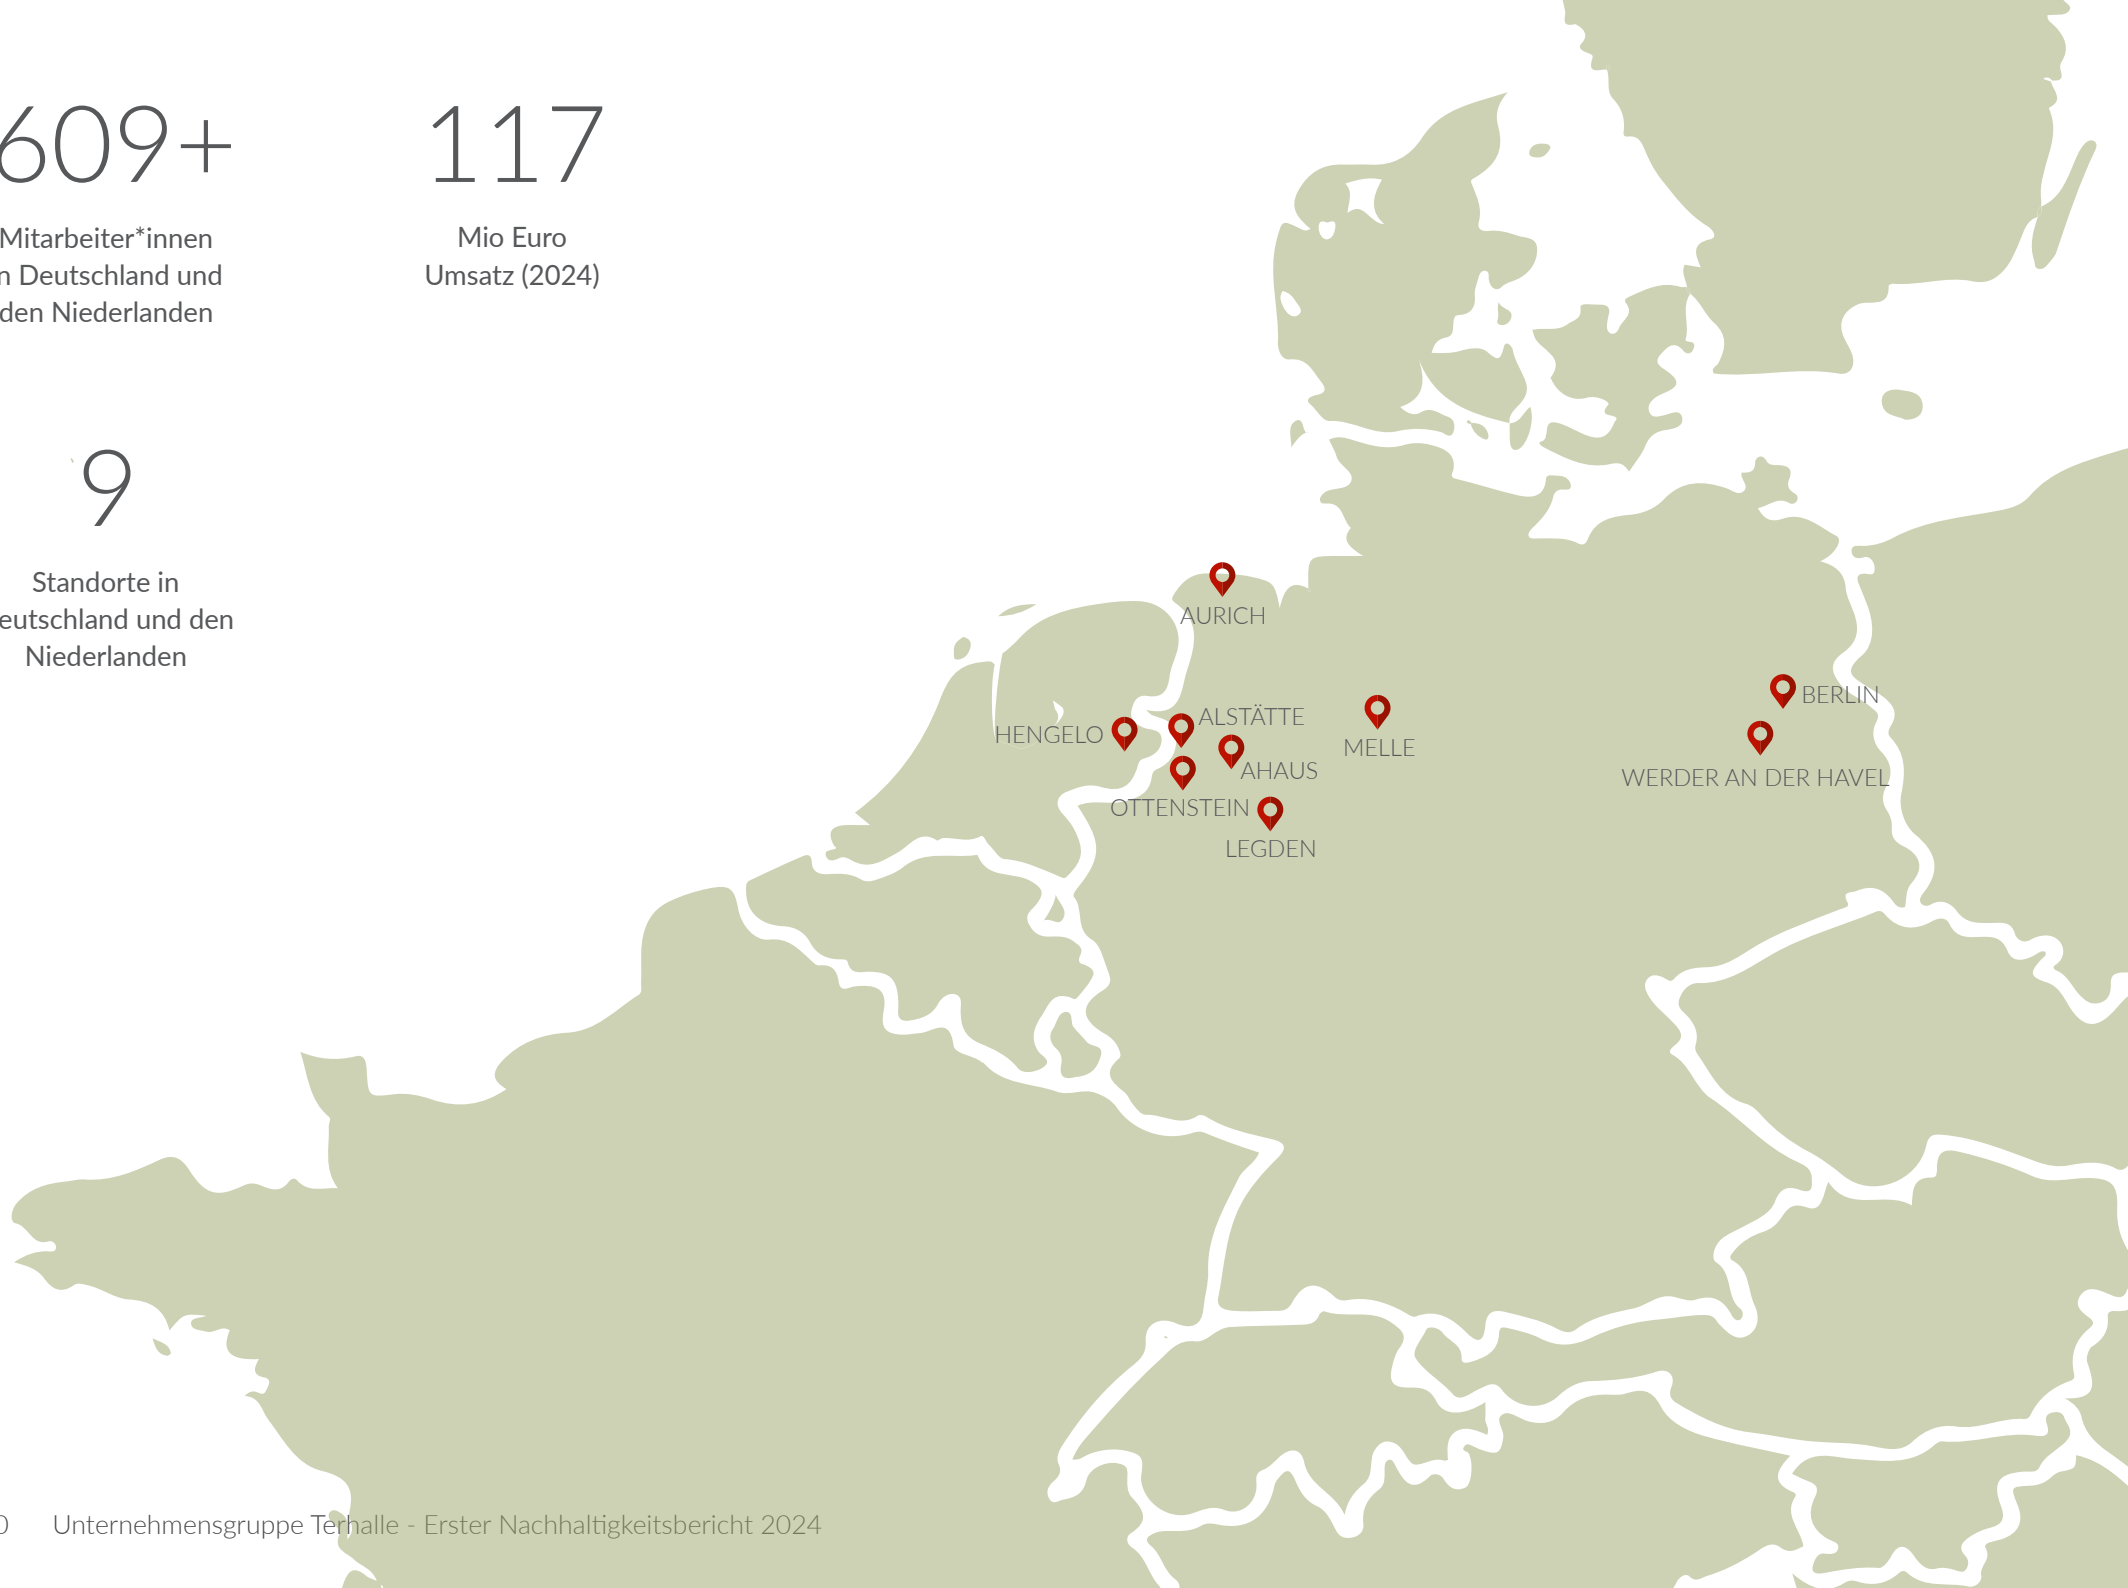 609+
Mitarbeiter*innen
n Deutschland und
den Niederlanden
117
Mio Euro
Umsatz (2024)
9
Standorte in
eutschland und den
Niederlanden
AURICH
BERLIN
ALSTÄTTE
HENGELO
MELLE
AHAUS
WERDER AN DER HAVEL
OTTENSTEIN
LEGDEN
0 Unternehmensgruppe Terhalle - Erster Nachhaltigkeitsbericht 2024